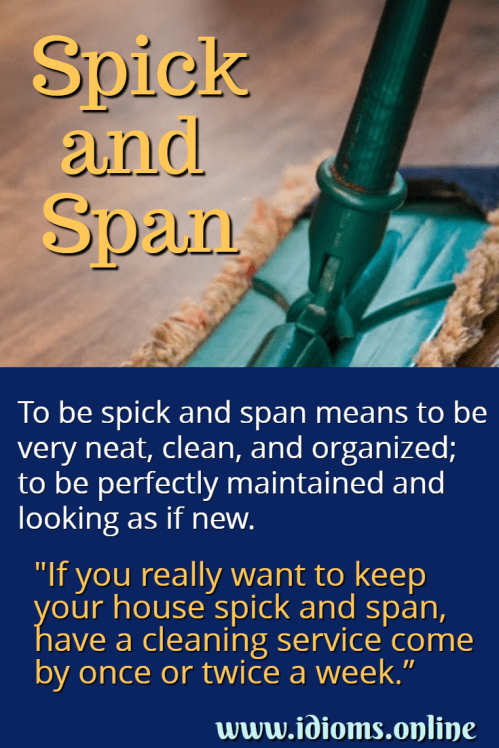 Spick
and
Span
To be spick and span means to be
very neat, clean, and organized;
to be perfectly maintained and
looking as if new.
"If you really want to keep
your house spick and span,
have a cleaning service come
by once or twice a week.”
www.idioms.online